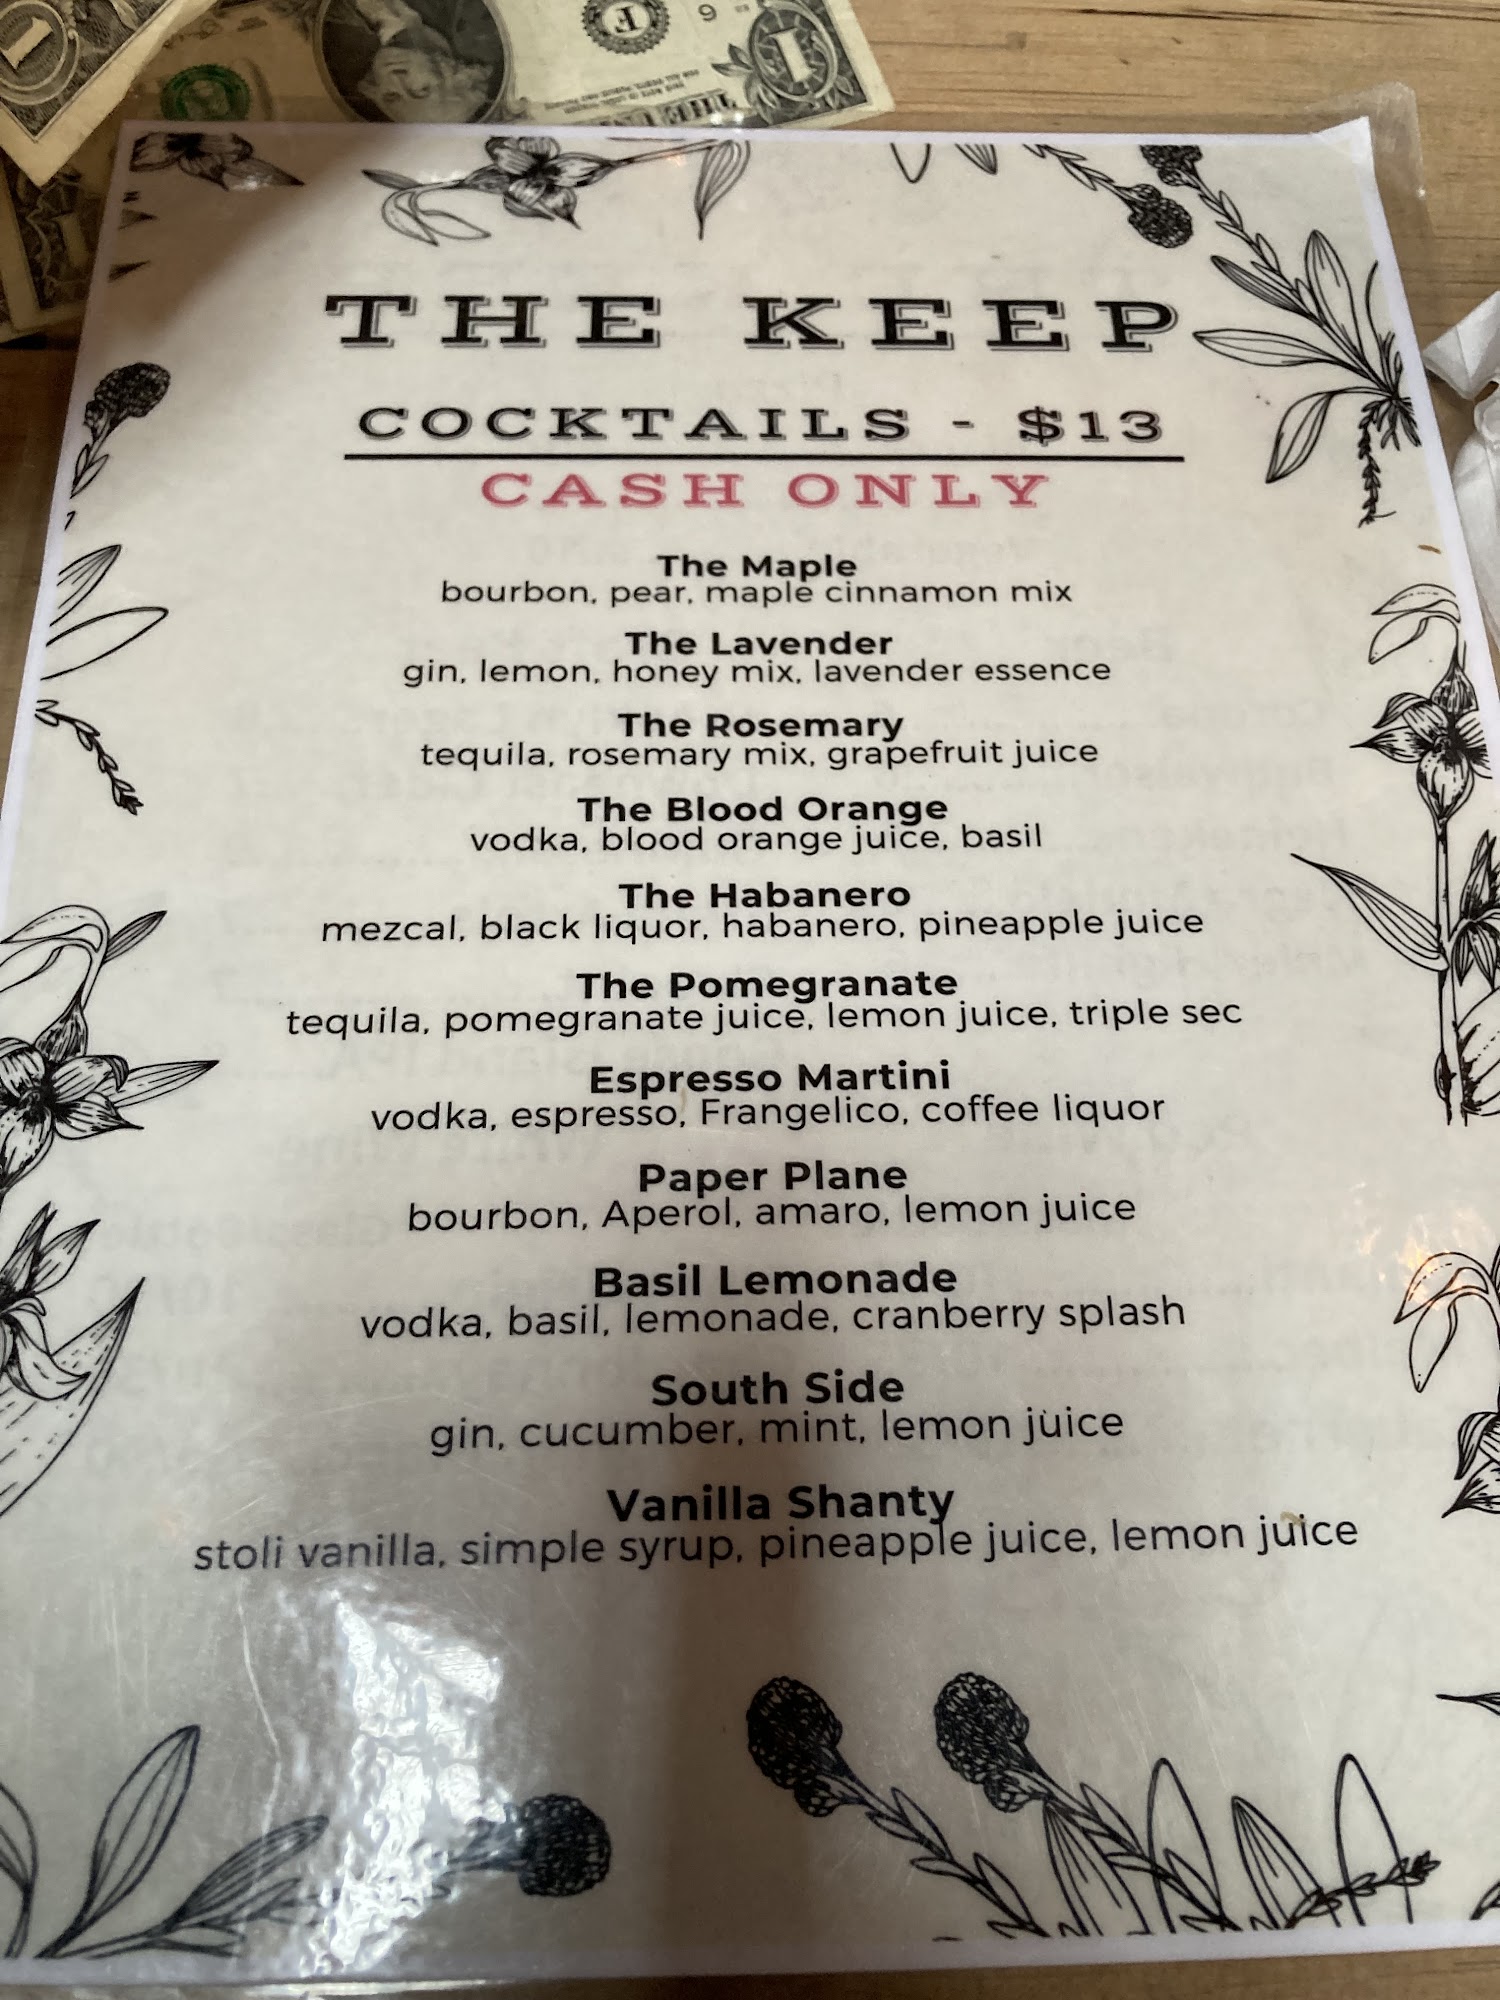 THE KEEP
COCKTAILS - $13
CASH ONLY
The Maple
bourbon, pear, maple cinnamon mix
The Lavender
gin, lemon, honey mix, lavender essence
The Rosemary
tequila, rosemary mix, grapefruit juice
The Blood Orange
vodka, blood orange juice, basil
The Habanero
mezcal, black liquor, habanero, pineapple juice
The Pomegranate
tequila, pomegranate juice, lemon juice, triple sec
Espresso Martini
vodka, espresso, Frangelico, coffee liquor
Paper Plane
bourbon, Aperol, amaro, lemon juice
Basil Lemonade
vodka, basil, lemonade, cranberry splash
South Side
gin, cucumber, mint, lemon juice
Vanilla Shanty
stoli vanilla, simple syrup, pineapple juice, lemon juice